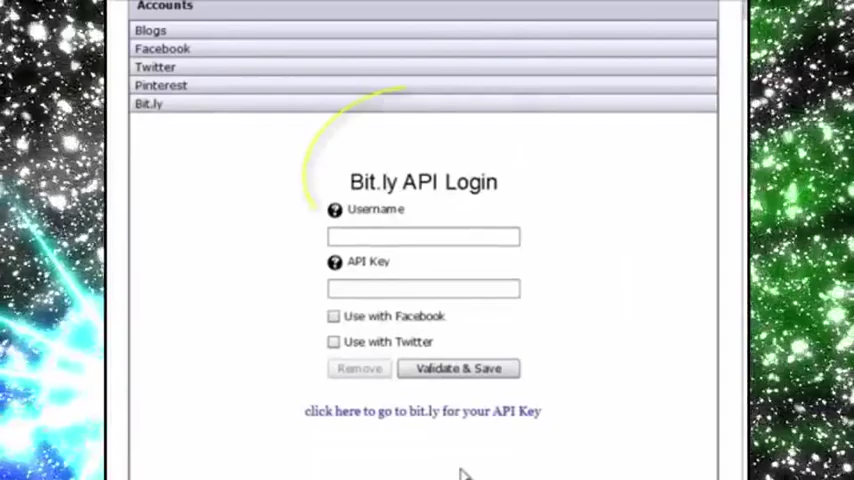 Accounts
Blogs
Facebook
Twitter
Pinterest
Bit.ly
Bit.ly API Login
? Username
? API Key
Use with Facebook
Use with Twitter
Remove Validate & Save
click here to go to bit.ly for your API Key